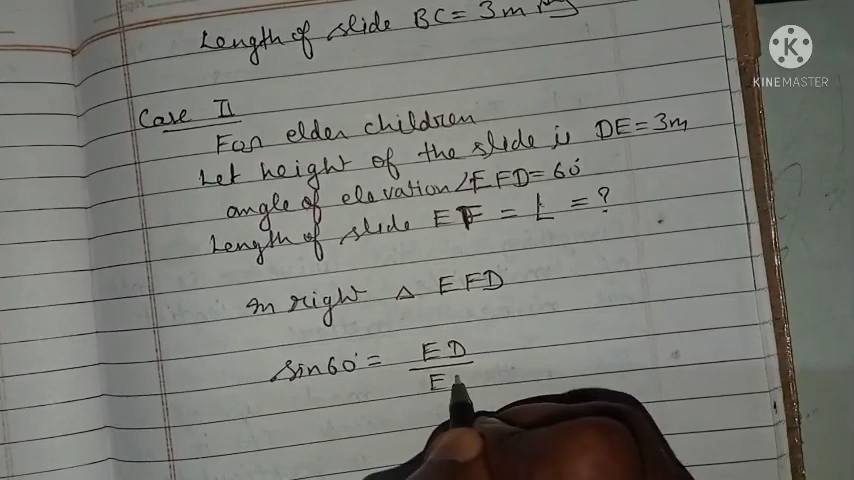 Length of slide BC = 3m
KINEMASTER
Case II
For elder children
Let height of the slide is DE = 3m
angle of elevation ∠EFD = 60°
Length of slide EF = L = ?
In right △ EFD
sin60° = ED
E